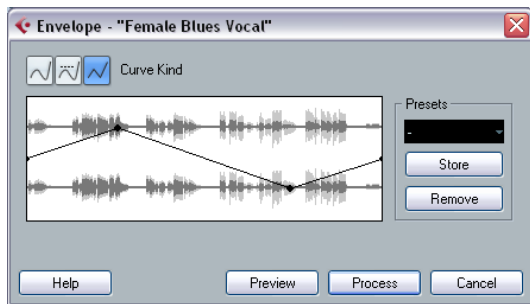 Envelope - "Female Blues Vocal"
Curve Kind
Presets
-
Store
Remove
Help
Preview
Process
Cancel